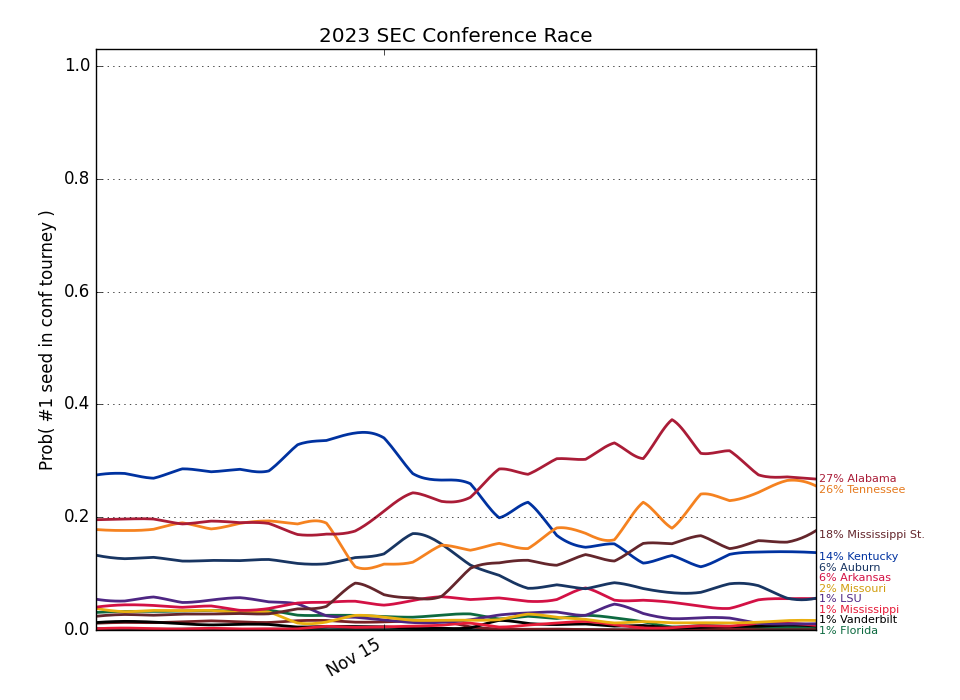 2023 SEC Conference Race
Prob( #1 seed in conf tourney )
1.0
0.8
0.6
0.4
0.2
0.0
Nov 15
27% Alabama
26% Tennessee
18% Mississippi St.
14% Kentucky
6% Auburn
6% Arkansas
2% Missouri
1% LSU
1% Mississippi
1% Vanderbilt
1% Florida